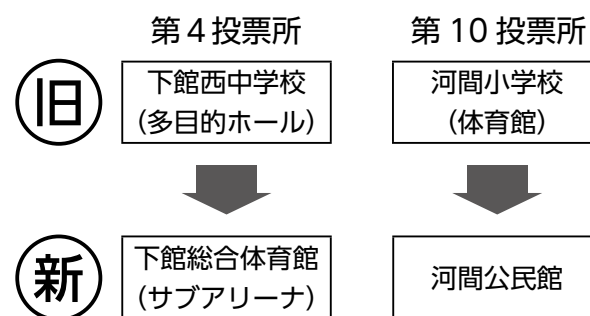 第4投票所
第10投票所
旧
下館西中学校
(多目的ホール)
河間小学校
(体育館)
新
下館総合体育館
(サブアリーナ)
河間公民館